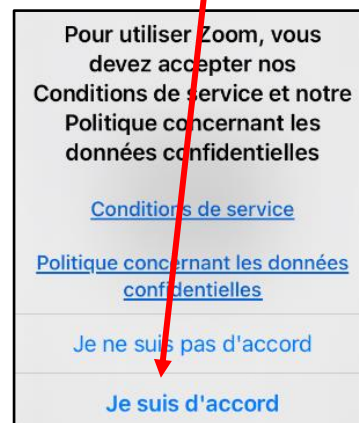 Pour utiliser Zoom, vous
devez accepter nos
Conditions de service et notre
Politique concernant les
données confidentielles
Conditions de service
Politique concernant les données
confidentielles
Je ne suis pas d'accord
Je suis d'accord